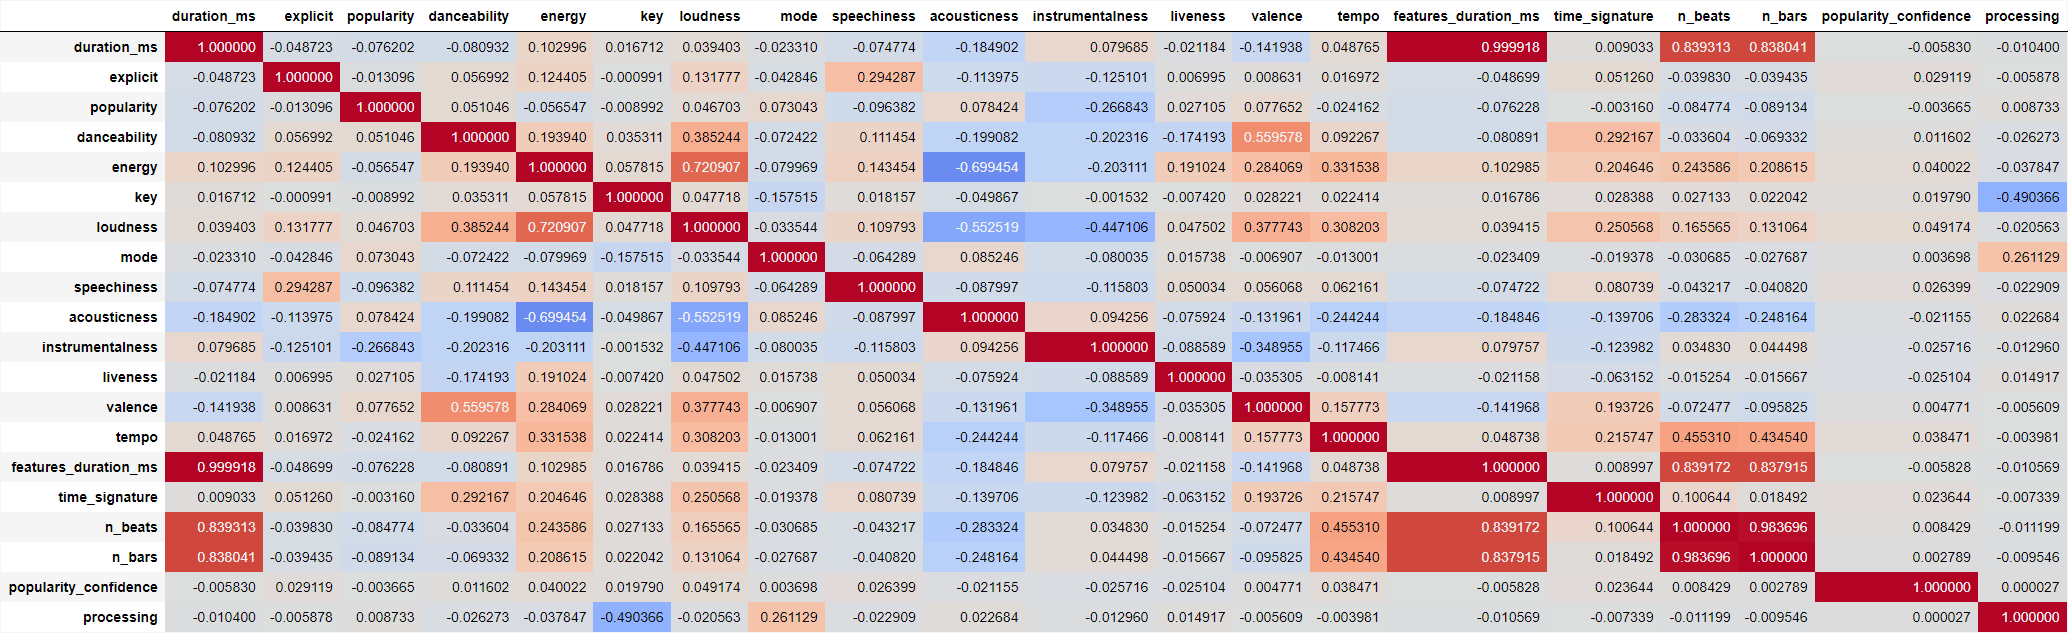 duration_ms explicit popularity danceability energy key loudness mode speechiness acousticness instrumentalness liveness valence tempo features_duration_ms time_signature n_beats n_bars popularity_confidence processing
duration_ms 1.000000 -0.048723 -0.076202 -0.080932 0.102996 0.016712 0.039403 -0.023310 -0.074774 -0.184902 0.079685 -0.021184 -0.141938 0.048765 0.999918 0.009033 0.839313 0.838041 -0.005830 -0.010400
explicit -0.048723 1.000000 -0.013096 0.056992 0.124405 -0.000991 0.131777 -0.042846 0.294287 -0.113975 -0.125101 0.006995 0.008631 0.016972 -0.048699 0.051260 -0.039830 -0.039435 0.029119 -0.005878
popularity -0.076202 -0.013096 1.000000 0.051046 -0.056547 -0.008992 0.046703 0.073043 -0.096382 0.078424 -0.266843 0.027105 0.077652 -0.024162 -0.076228 -0.003160 -0.084774 -0.089134 -0.003665 0.008733
danceability -0.080932 0.056992 0.051046 1.000000 0.193940 0.035311 0.385244 -0.072422 0.111454 -0.199082 -0.202316 -0.174193 0.559578 0.092267 -0.080891 0.292167 -0.033604 -0.069332 0.011602 -0.026273
energy 0.102996 0.124405 -0.056547 0.193940 1.000000 0.057815 0.720907 -0.079969 0.143454 -0.699454 -0.203111 0.191024 0.284069 0.331538 0.102985 0.204646 0.243586 0.208615 0.040022 -0.037847
key 0.016712 -0.000991 -0.008992 0.035311 0.057815 1.000000 0.047718 -0.157515 0.018157 -0.049867 -0.001532 -0.007420 0.028221 0.022414 0.016786 0.028388 0.027133 0.022042 0.019790 -0.490366
loudness 0.039403 0.131777 0.046703 0.385244 0.720907 0.047718 1.000000 -0.033544 0.109793 -0.552519 -0.447106 0.047502 0.377743 0.308203 0.039415 0.250568 0.165565 0.131064 0.049174 -0.020563
mode -0.023310 -0.042846 0.073043 -0.072422 -0.079969 -0.157515 -0.033544 1.000000 -0.064289 0.085246 -0.080035 0.015738 -0.006907 -0.013001 -0.023409 -0.019378 -0.030685 -0.027687 0.003698 0.261129
speechiness -0.074774 0.294287 -0.096382 0.111454 0.143454 0.018157 0.109793 -0.064289 1.000000 -0.087997 -0.115803 0.050034 0.056068 0.062161 -0.074722 0.080739 -0.043217 -0.040820 0.026399 -0.022909
acousticness -0.184902 -0.113975 0.078424 -0.199082 -0.699454 -0.049867 -0.552519 0.085246 -0.087997 1.000000 0.094256 -0.075924 -0.131961 -0.244244 -0.184846 -0.139706 -0.283324 -0.248164 -0.021155 0.022684
instrumentalness 0.079685 -0.125101 -0.266843 -0.202316 -0.203111 -0.001532 -0.447106 -0.080035 -0.115803 0.094256 1.000000 -0.088589 -0.348955 -0.117466 0.079757 -0.123982 0.034830 0.044498 -0.025716 -0.012960
liveness -0.021184 0.006995 0.027105 -0.174193 0.191024 -0.007420 0.047502 0.015738 0.050034 -0.075924 -0.088589 1.000000 -0.035305 -0.008141 -0.021158 -0.063152 -0.015254 -0.015667 -0.025104 0.014917
valence -0.141938 0.008631 0.077652 0.559578 0.284069 0.028221 0.377743 -0.006907 0.056068 -0.131961 -0.348955 -0.035305 1.000000 0.157773 -0.141968 0.193726 -0.072477 -0.095825 0.004771 -0.005609
tempo 0.048765 0.016972 -0.024162 0.092267 0.331538 0.022414 0.308203 -0.013001 0.062161 -0.244244 -0.117466 -0.008141 0.157773 1.000000 0.048738 0.215747 0.455310 0.434540 0.038471 -0.003981
features_duration_ms 0.999918 -0.048699 -0.076228 -0.080891 0.102985 0.016786 0.039415 -0.023409 -0.074722 -0.184846 0.079757 -0.021158 -0.141968 0.048738 1.000000 0.008997 0.839172 0.837915 -0.005828 -0.010569
time_signature 0.009033 0.051260 -0.003160 0.292167 0.204646 0.028388 0.250568 -0.019378 0.080739 -0.139706 -0.123982 -0.063152 0.193726 0.215747 0.008997 1.000000 0.100644 0.018492 0.023644 -0.007339
n_beats 0.839313 -0.039830 -0.084774 -0.033604 0.243586 0.027133 0.165565 -0.030685 -0.043217 -0.283324 0.034830 -0.015254 -0.072477 0.455310 0.839172 0.100644 1.000000 0.983696 0.008429 -0.011199
n_bars 0.838041 -0.039435 -0.089134 -0.069332 0.208615 0.022042 0.131064 -0.027687 -0.040820 -0.248164 0.044498 -0.015667 -0.095825 0.434540 0.837915 0.018492 0.983696 1.000000 0.002789 -0.009546
popularity_confidence -0.005830 0.029119 -0.003665 0.011602 0.040022 0.019790 0.049174 0.003698 0.026399 -0.021155 -0.025716 -0.025104 0.004771 0.038471 -0.005828 0.023644 0.008429 0.002789 1.000000 0.000027
processing -0.010400 -0.005878 0.008733 -0.026273 -0.037847 -0.490366 -0.020563 0.261129 -0.022909 0.022684 -0.012960 0.014917 -0.005609 -0.003981 -0.010569 -0.007339 -0.011199 -0.009546 0.000027 1.000000